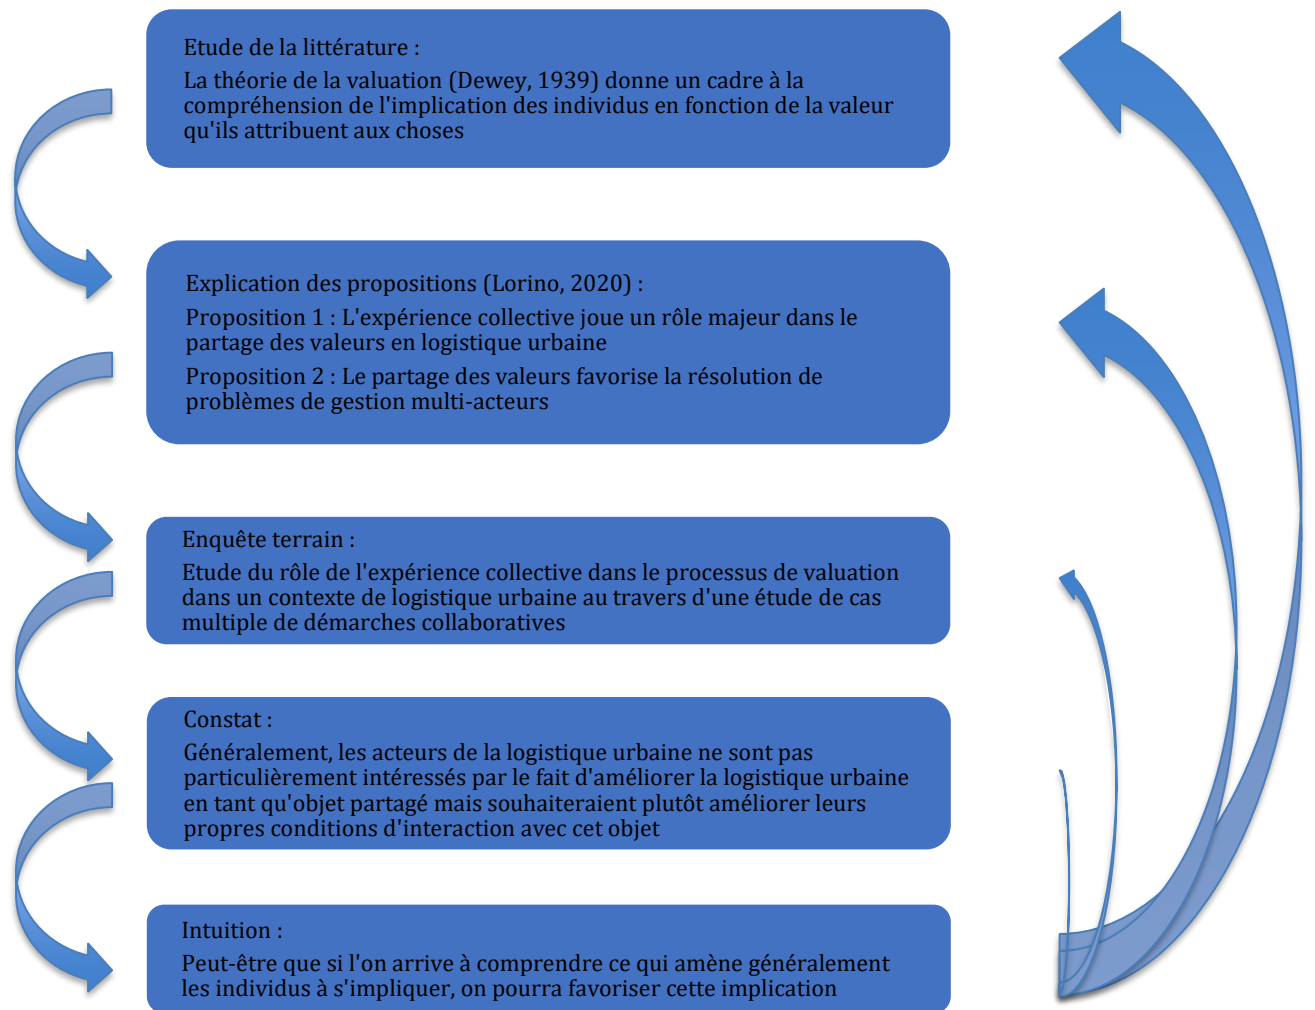 Etude de la littérature :
La théorie de la valuation (Dewey, 1939) donne un cadre à la
compréhension de l'implication des individus en fonction de la valeur
qu'ils attribuent aux choses
Explication des propositions (Lorino, 2020) :
Proposition 1 : L'expérience collective joue un rôle majeur dans le
partage des valeurs en logistique urbaine
Proposition 2 : Le partage des valeurs favorise la résolution de
problèmes de gestion multi-acteurs
Enquête terrain :
Etude du rôle de l'expérience collective dans le processus de valuation
dans un contexte de logistique urbaine au travers d'une étude de cas
multiple de démarches collaboratives
Constat :
Généralement, les acteurs de la logistique urbaine ne sont pas
particulièrement intéressés par le fait d'améliorer la logistique urbaine
en tant qu'objet partagé mais souhaiteraient plutôt améliorer leurs
propres conditions d'interaction avec cet objet
Intuition :
Peut-être que si l'on arrive à comprendre ce qui amène généralement
les individus à s'impliquer, on pourra favoriser cette implication